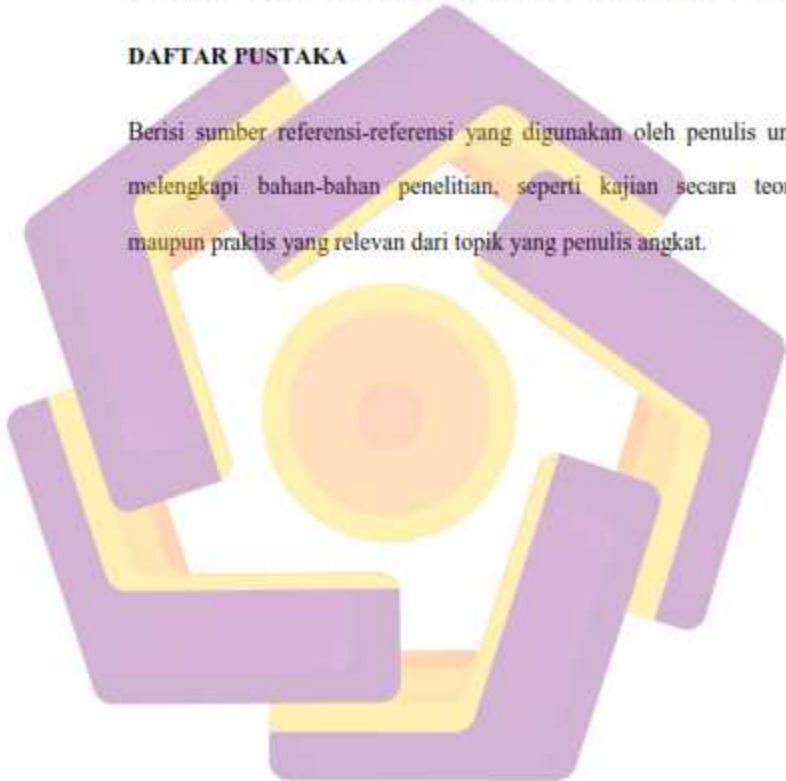 DAFTAR PUSTAKA
Berisi sumber referensi-referensi yang digunakan oleh penulis
melengkapi bahan-bahan penelitian, seperti kajian secara
maupun praktis yang relevan dari topik yang penulis angkat.